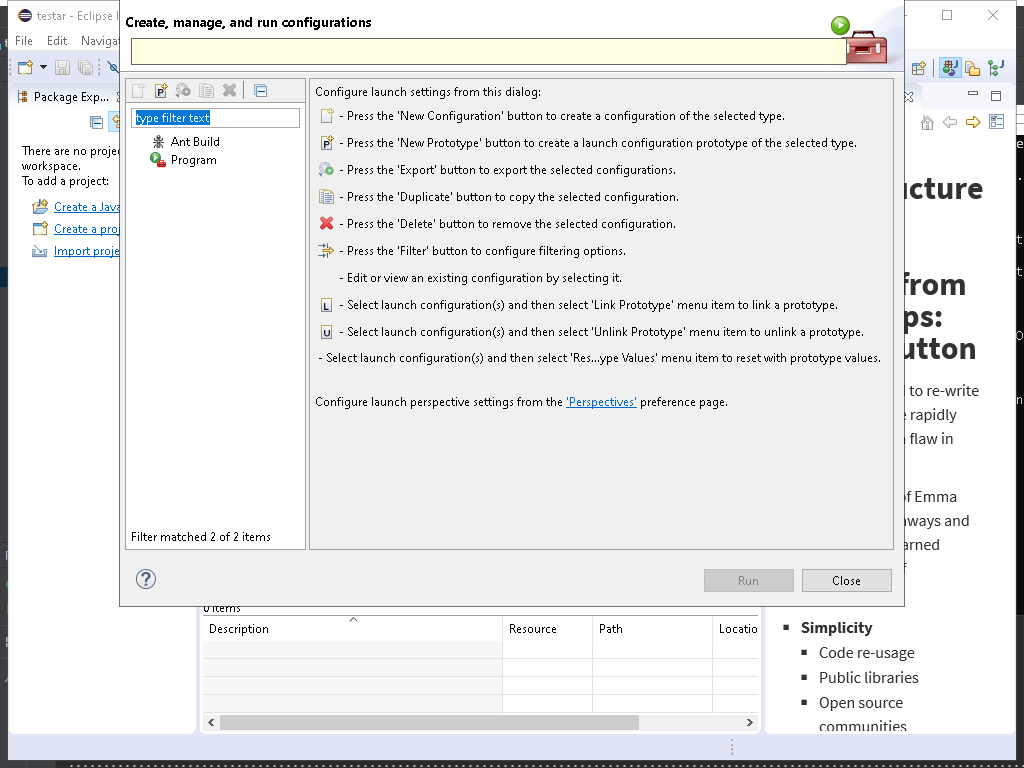 testar - Eclipse I
Create, manage, and run configurations
File Edit Navigat
Package Exp...
type filter text
Ant Build
Program
Filter matched 2 of 2 items
Configure launch settings from this dialog:
- Press the 'New Configuration' button to create a configuration of the selected type.
- Press the 'New Prototype' button to create a launch configuration prototype of the selected type.
- Press the 'Export' button to export the selected configurations.
- Press the 'Duplicate' button to copy the selected configuration.
- Press the 'Delete' button to remove the selected configuration.
- Press the 'Filter' button to configure filtering options.
- Edit or view an existing configuration by selecting it.
L - Select launch configuration(s) and then select 'Link Prototype' menu item to link a prototype.
U - Select launch configuration(s) and then select 'Unlink Prototype' menu item to unlink a prototype.
- Select launch configuration(s) and then select 'Res...ype Values' menu item to reset with prototype values.
Configure launch perspective settings from the 'Perspectives' preference page.
Run
Close
There are no projec
workspace.
To add a project:
Create a Java
Create a proj
Import proje
ucture
from
ps:
utton
to re-write
rapidly
flaw in
of Emma
aways and
arned
0 items
Description
Resource
Path
Locatio
Simplicity
Code re-usage
Public libraries
Open source
communities